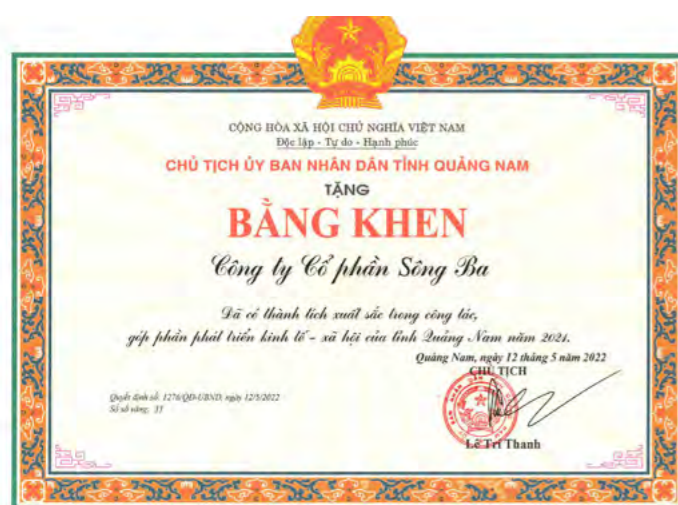 CỘNG HÒA XÃ HỘI CHỦ NGHĨA VIỆT NAM
Độc lập - Tự do - Hạnh phúc
CHỦ TỊCH ỦY BAN NHÂN DÂN TỈNH QUẢNG NAM
TẶNG
BẰNG KHEN
Công ty Cổ phần Sông Ba
Đã có thành tích xuất sắc trong công tác,
góp phần phát triển kinh tế - xã hội của tỉnh Quảng Nam năm 2021.
Quảng Nam, ngày 12 tháng 5 năm 2022
CHỦ TỊCH
Quyết định số: 1276/QĐ-UBND, ngày 12/5/2022
Số sổ vàng: 33
Lê Trí Thanh